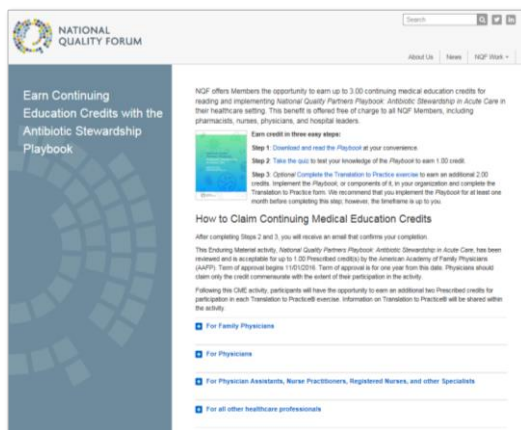 NATIONAL
QUALITY FORUM
Search
About Us News NQF Work
Earn Continuing
Education Credits with the
Antibiotic Stewardship
Playbook
NQF offers Members the opportunity to earn up to 3.00 continuing medical education credits for
reading and implementing National Quality Partners Playbook: Antibiotic Stewardship in Acute Care in
their healthcare setting. This benefit is offered free of charge to all NQF Members, including
pharmacists, nurses, physicians, and hospital leaders.
Earn credit in three easy steps:
Step 1: Download and read the Playbook at your convenience.
Step 2: Take the quiz to test your knowledge of the Playbook to earn 1.00 credit.
Step 3: Optional Complete the Translation to Practice exercise to earn an additional 2.00
credits. Implement the Playbook, or components of it, in your organization and complete the
Translation to Practice form. We recommend that you implement the Playbook for at least one
month before completing this step; however, the timeframe is up to you.
How to Claim Continuing Medical Education Credits
After completing Steps 2 and 3, you will receive an email that confirms your completion.
This Enduring Material activity, National Quality Partners Playbook: Antibiotic Stewardship in Acute Care, has been
reviewed and is acceptable for up to 1.00 Prescribed credit(s) by the American Academy of Family Physicians
(AAFP). Term of approval begins 11/01/2016. Term of approval is for one year from this date. Physicians should
claim only the credit commensurate with the extent of their participation in the activity.
Following this CME activity, participants will have the opportunity to earn an additional two Prescribed credits for
participation in each Translation to Practice® exercise. Information on Translation to Practice® will be shared within
the activity.
For Family Physicians
For Physicians
For Physician Assistants, Nurse Practitioners, Registered Nurses, and other Specialists
For all other healthcare professionals